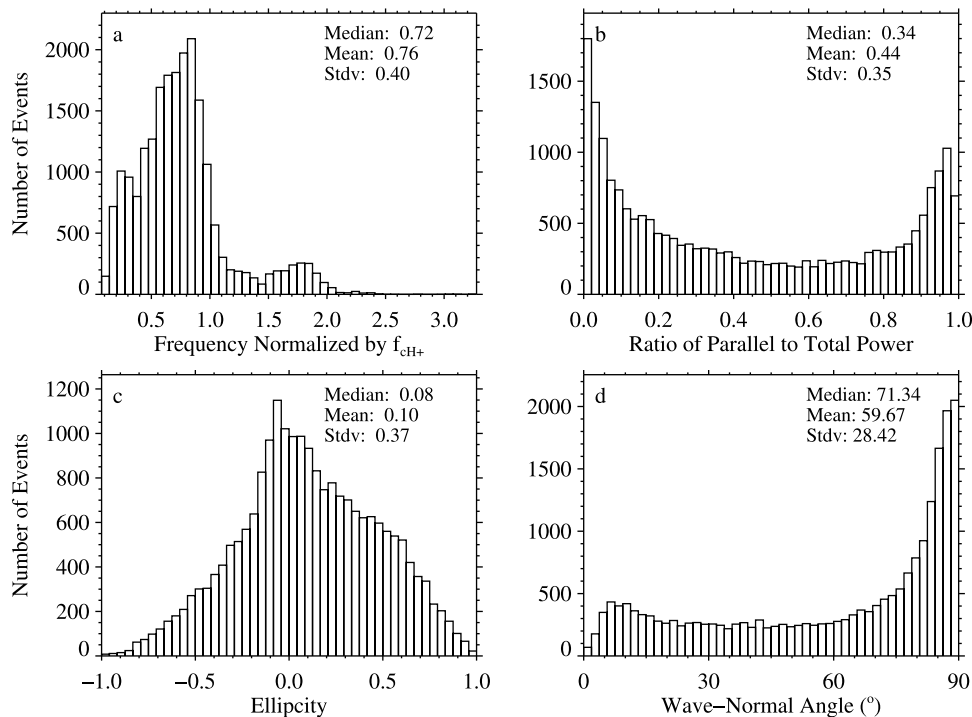 a
Median: 0.72
Mean: 0.76
Stdv: 0.40
Number of Events
2000
1500
1000
500
0
0.5 1.0 1.5 2.0 2.5 3.0
Frequency Normalized by fcH+
b
Median: 0.34
Mean: 0.44
Stdv: 0.35
1500
1000
500
0
0.0 0.2 0.4 0.6 0.8 1.0
Ratio of Parallel to Total Power
c
Median: 0.08
Mean: 0.10
Stdv: 0.37
Number of Events
1200
1000
800
600
400
200
0
−1.0 −0.5 0.0 0.5 1.0
Ellipcity
d
Median: 71.34
Mean: 59.67
Stdv: 28.42
2000
1500
1000
500
0
0 30 60 90
Wave−Normal Angle (°)